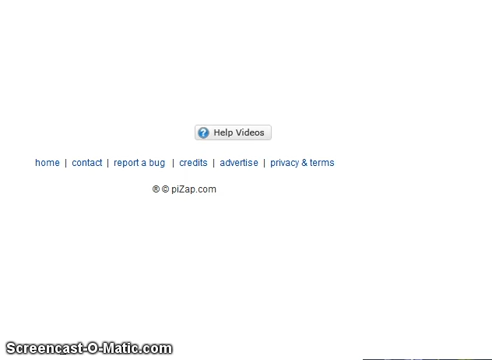 Help Videos
home | contact | report a bug | credits | advertise | privacy & terms
® © piZap.com
Screencast-O-Matic.com